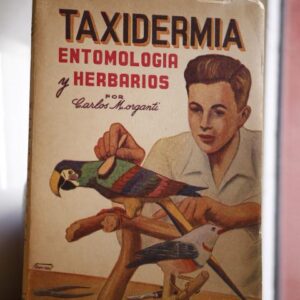 TAXIDERMIA
ENTOMOLOGIA
y HERBARIOS
POR
Carlos Morganti